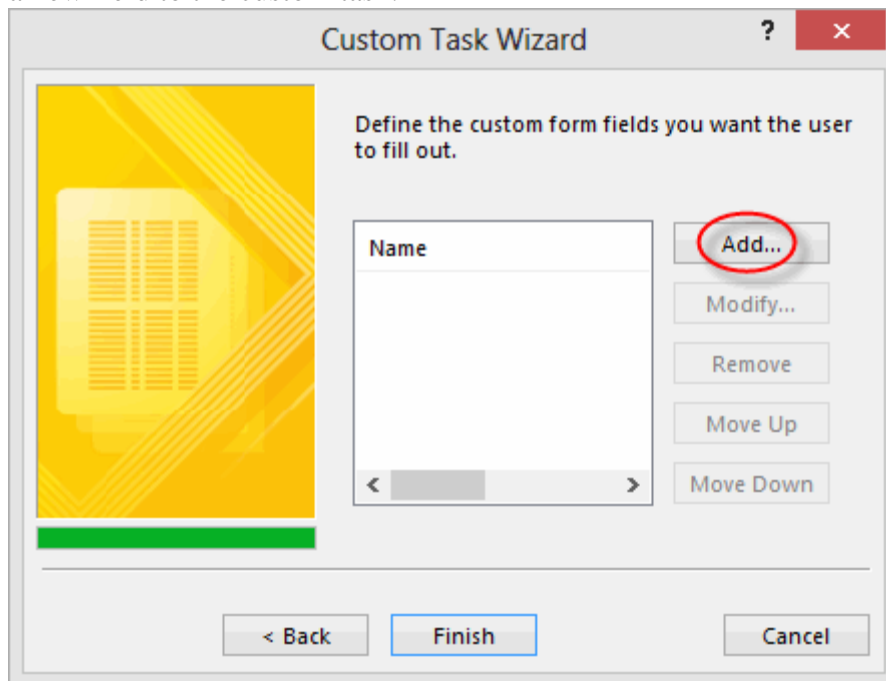 Custom Task Wizard
?
×
Define the custom form fields you want the user
to fill out.
Name
Add...
Modify...
Remove
Move Up
Move Down
< Back
Finish
Cancel